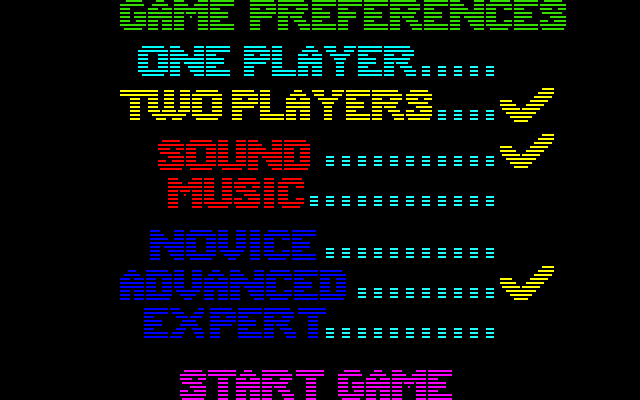 GAME PREFERENCES
ONE PLAYER.....
TWO PLAYERS....✓
SOUND ...........✓
MUSIC............
NOVICE ...........
ADVANCED .........✓
EXPERT...........
START GAME